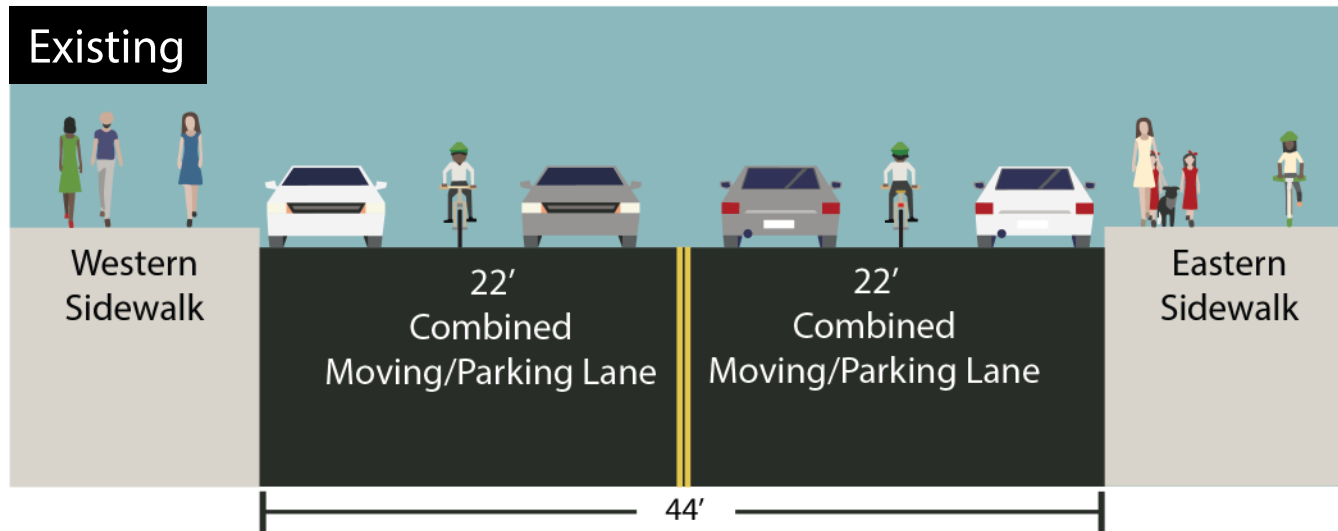 Existing
Western
Sidewalk
22’
Combined
Moving/Parking Lane
22’
Combined
Moving/Parking Lane
Eastern
Sidewalk
44’